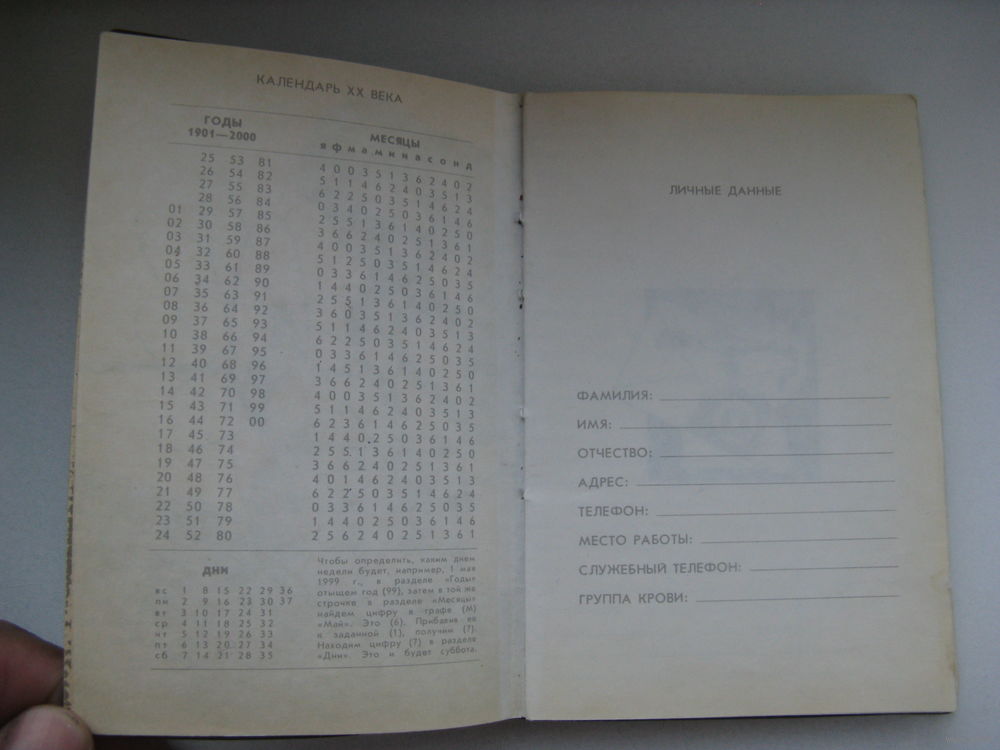 КАЛЕНДАРЬ XX ВЕКА
ГОДЫ
1901—2000 МЕСЯЦЫ
я ф м а м и и а с о н д
25 53 81 4 0 0 3 5 1 3 6 2 4 0 2
26 54 82 5 1 1 4 6 2 4 0 3 5 1 3
27 55 83 6 2 2 5 0 3 5 1 4 6 2 4
28 56 84 0 3 4 0 2 5 0 3 6 1 4 6
01 29 57 85 2 5 5 1 3 6 1 4 0 2 5 0
02 30 58 86 3 6 6 2 4 0 2 5 1 3 6 1
03 31 59 87 4 0 0 3 5 1 3 6 2 4 0 2
04 32 60 88 5 1 2 5 0 3 5 1 4 6 2 4
05 33 61 89 0 3 3 6 1 4 6 2 5 0 3 5
06 34 62 90 1 4 4 0 2 5 0 3 6 1 4 6
07 35 63 91 2 5 5 1 3 6 1 4 0 2 5 0
08 36 64 92 3 6 0 3 5 1 3 6 2 4 0 2
09 37 65 93 5 1 1 4 6 2 4 0 3 5 1 3
10 38 66 94 6 2 2 5 0 3 5 1 4 6 2 4
11 39 67 95 0 3 3 6 1 4 6 2 5 0 3 5
12 40 68 96 1 4 5 1 3 6 1 4 0 2 5 0
13 41 69 97 3 6 6 2 4 0 2 5 1 3 6 1
14 42 70 98 4 0 0 3 5 1 3 6 2 4 0 2
15 43 71 99 5 1 1 4 6 2 4 0 3 5 1 3
16 44 72 00 6 2 3 6 1 4 6 2 5 0 3 5
17 45 73 1 4 4 0 2 5 0 3 6 1 4 6
18 46 74 2 5 5 1 3 6 1 4 0 2 5 0
19 47 75 3 6 6 2 4 0 2 5 1 3 6 1
20 48 76 4 0 1 4 6 2 4 0 3 5 1 3
21 49 77 6 2 2 5 0 3 5 1 4 6 2 4
22 50 78 0 3 3 6 1 4 6 2 5 0 3 5
23 51 79 1 4 4 0 2 5 0 3 6 1 4 6
24 52 80 2 5 6 2 4 0 2 5 1 3 6 1
ДНИ
вс 1 8 15 22 29 36
пн 2 9 16 23 30 37
вт 3 10 17 24 31
ср 4 11 18 25 32
чт 5 12 19 26 33
пт 6 13 20 27 34
сб 7 14 21 28 35
Чтобы определить, каким днем
недели будет, например, 1 мая
1999 г., в разделе «Годы»
отыщем год (99), затем в той же
строчке в разделе «Месяцы»
найдем цифру в графе (М)
«Май». Это (6). Прибавив ее
к заданной (1), получим (7).
Находим цифру (7) в разделе
«Дни». Это и будет суббота.
ЛИЧНЫЕ ДАННЫЕ
ФАМИЛИЯ:
ИМЯ:
ОТЧЕСТВО:
АДРЕС:
ТЕЛЕФОН:
МЕСТО РАБОТЫ:
СЛУЖЕБНЫЙ ТЕЛЕФОН:
ГРУППА КРОВИ: